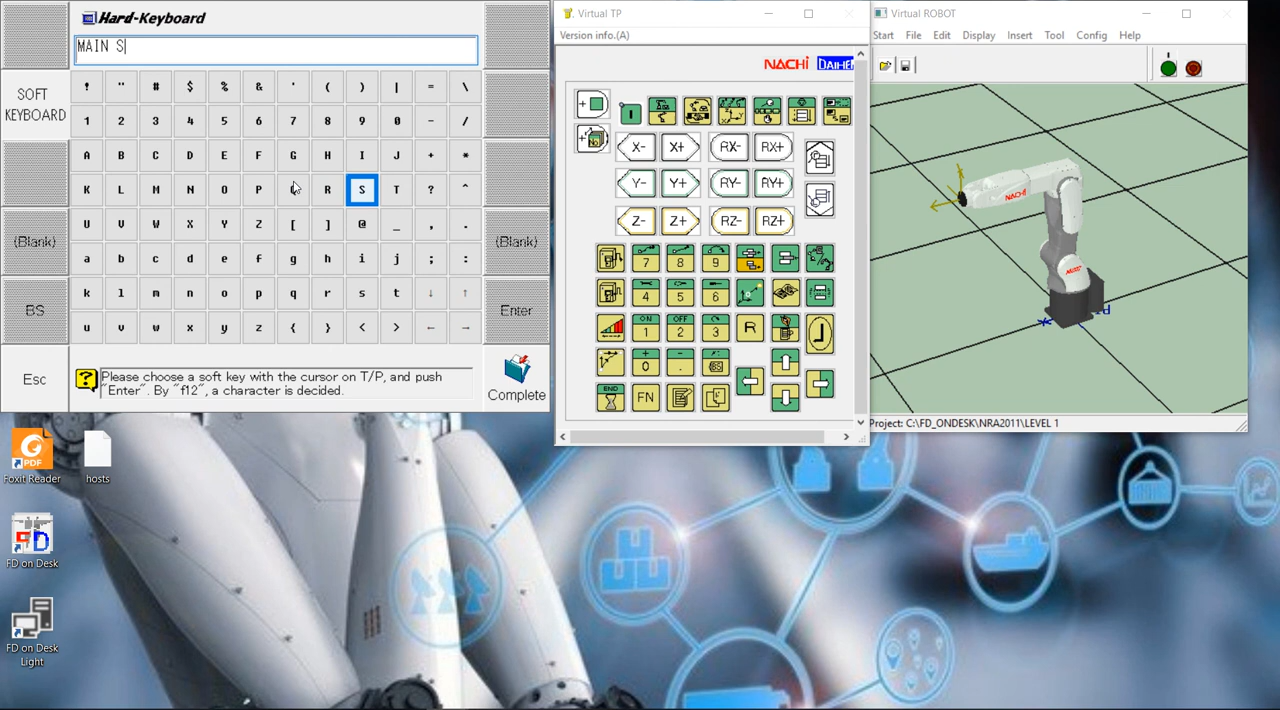 Hard-Keyboard
MAIN S
SOFT
KEYBOARD
! " # $ % & ' ( ) | = \
1 2 3 4 5 6 7 8 9 0 - /
A B C D E F G H I J + *
K L M N O P R S T ? ^
U V W X Y Z [ ] @ _ , .
(Blank)
(Blank)
b c d e f g h i j ; :
k l m n o p q r s t ↓ ↑
BS
Enter
u v w x y z { } < > ← →
Esc
Please choose a soft key with the cursor on T/P, and push
"Enter". By "f12", a character is decided.
Complete
Virtual TP
Version info.(A)
NACHi DAIHEN
X- X+ RX- RX+
Y- Y+ RY- RY+
Z- Z+ RZ- RZ+
7 8 9
4 5 6
ON OFF
1 2 3 R
+ -
0 . BS
END
FN
Virtual ROBOT
Start File Edit Display Insert Tool Config Help
NACHI
NACHI
Project: C:\FD_ONDESK\NRA2011\LEVEL 1
PDF
Foxit Reader
hosts
FD on Desk
FD on Desk
Light